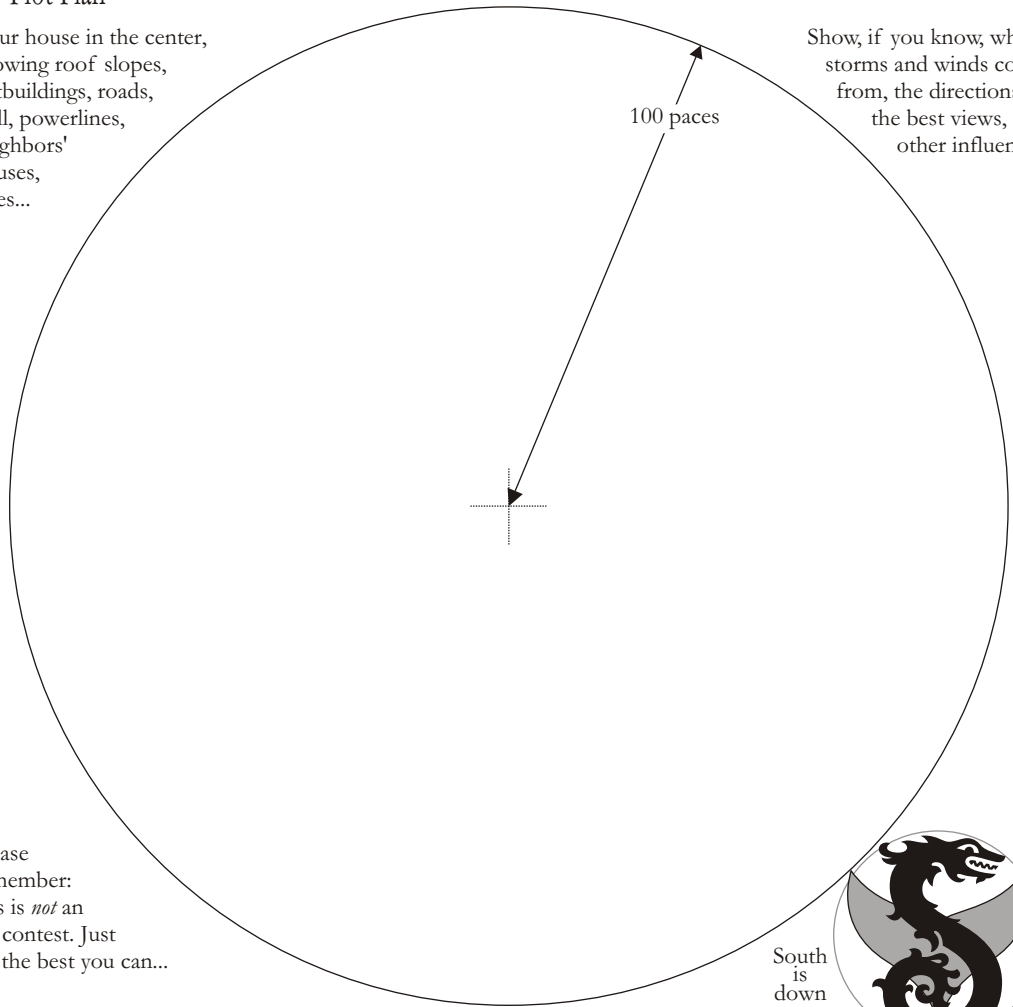 Plot Plan
ur house in the center,
owing roof slopes,
tbuildings, roads,
ll, powerlines,
ghbors'
uses,
es...
Show, if you know, wh
storms and winds co
from, the directions
the best views,
other influen
100 paces
ase
member:
s is not an
contest. Just
the best you can...
South
is
down